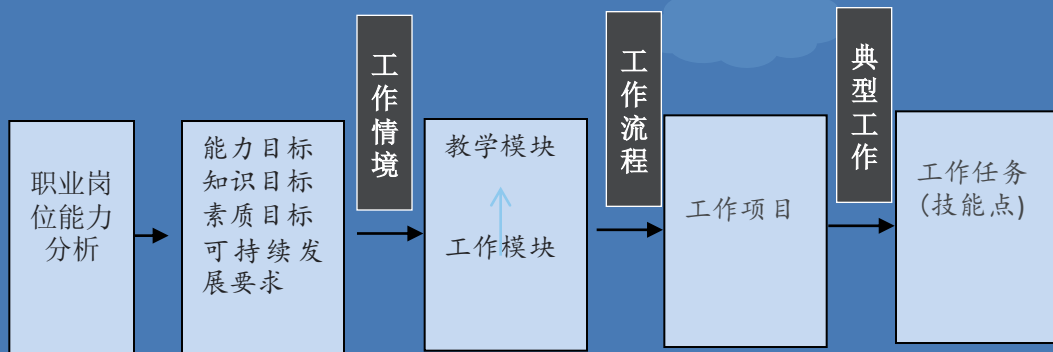 职业岗
位能力
分析
能力目标
知识目标
素质目标
可持续发
展要求
工作情境
教学模块
工作模块
工作流程
工作项目
典型工作
工作任务
(技能点)